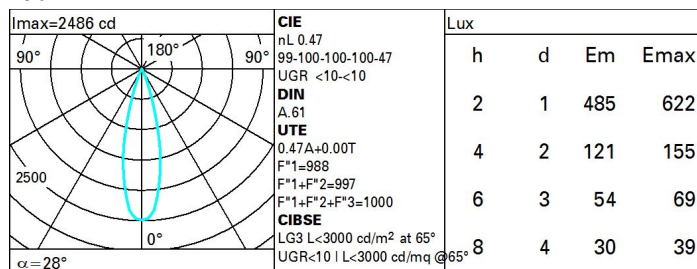 Imax=2486 cd
90°
180°
90°
2500
0°
α=28°
CIE
nL 0.47
99-100-100-100-47
UGR <10-<10
DIN
A.61
UTE
0.47A+0.00T
F"1=988
F"1+F"2=997
F"1+F"2+F"3=1000
CIBSE
LG3 L<3000 cd/m² at 65°
UGR<10 | L<3000 cd/mq @65°
Lux
h d Em Emax
2 1 485 622
4 2 121 155
6 3 54 69
8 4 30 39